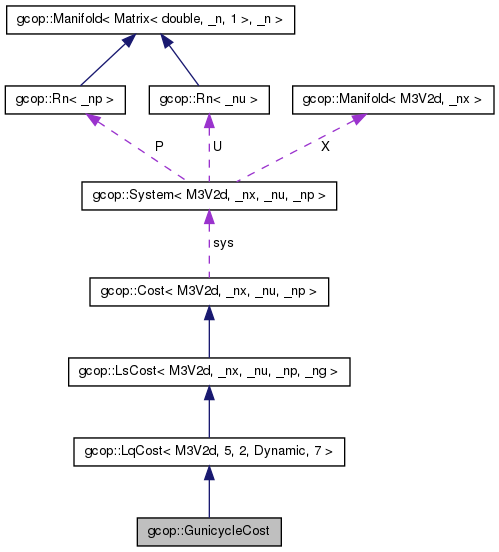 gcop::Manifold< Matrix< double, _n, 1 >, _n >
gcop::Rn< _np >
gcop::Rn< _nu >
gcop::Manifold< M3V2d, _nx >
P
U
X
gcop::System< M3V2d, _nx, _nu, _np >
sys
gcop::Cost< M3V2d, _nx, _nu, _np >
gcop::LsCost< M3V2d, _nx, _nu, _np, _ng >
gcop::LqCost< M3V2d, 5, 2, Dynamic, 7 >
gcop::GunicycleCost